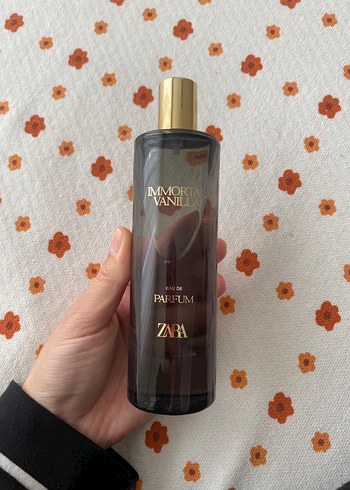 IMMORTAL
VANILLA
EAU DE
PARFUM
ZARA